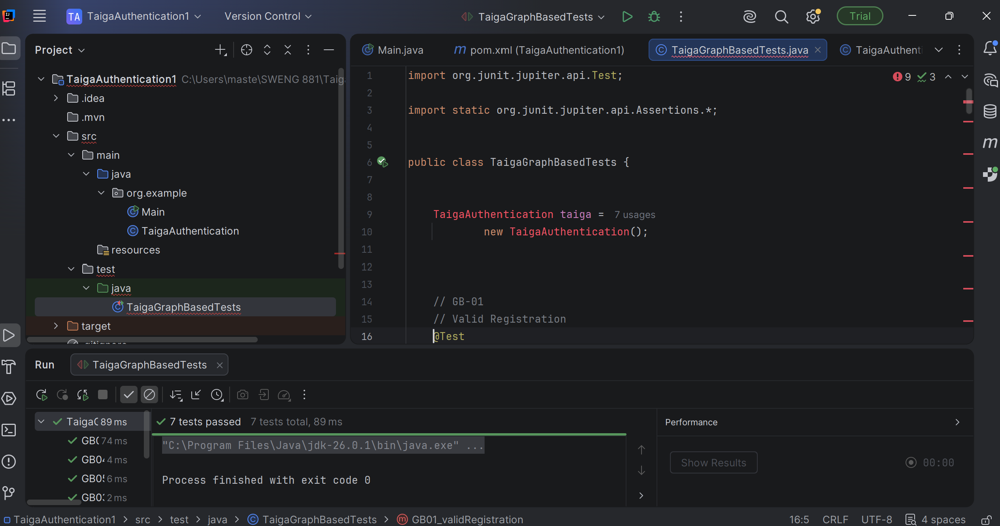 TA TaigaAuthentication1 Version Control TaigaGraphBasedTests Trial
Project
Main.java
pom.xml (TaigaAuthentication1)
TaigaGraphBasedTests.java
TaigaAuthenti
TaigaAuthentication1 C:\Users\maste\SWENG 881\Taig
.idea
.mvn
src
main
java
org.example
Main
TaigaAuthentication
resources
test
java
TaigaGraphBasedTests
target
.gitignore
9 3
1 import org.junit.jupiter.api.Test;
2
3 import static org.junit.jupiter.api.Assertions.*;
4
5
6 public class TaigaGraphBasedTests {
7
8
9 TaigaAuthentication taiga = 7 usages
10 new TaigaAuthentication();
11
12
13
14 // GB-01
15 // Valid Registration
16 @Test
Run TaigaGraphBasedTests
TaigaG 89 ms
GB0 74 ms
GB04 4 ms
GB05 6 ms
GB03 2 ms
7 tests passed 7 tests total, 89 ms
"C:\Program Files\Java\jdk-26.0.1\bin\java.exe" ...
Process finished with exit code 0
Performance
Show Results 00:00
TaigaAuthentication1 > src > test > java > TaigaGraphBasedTests > GB01_validRegistration
16:5 CRLF UTF-8 4 spaces